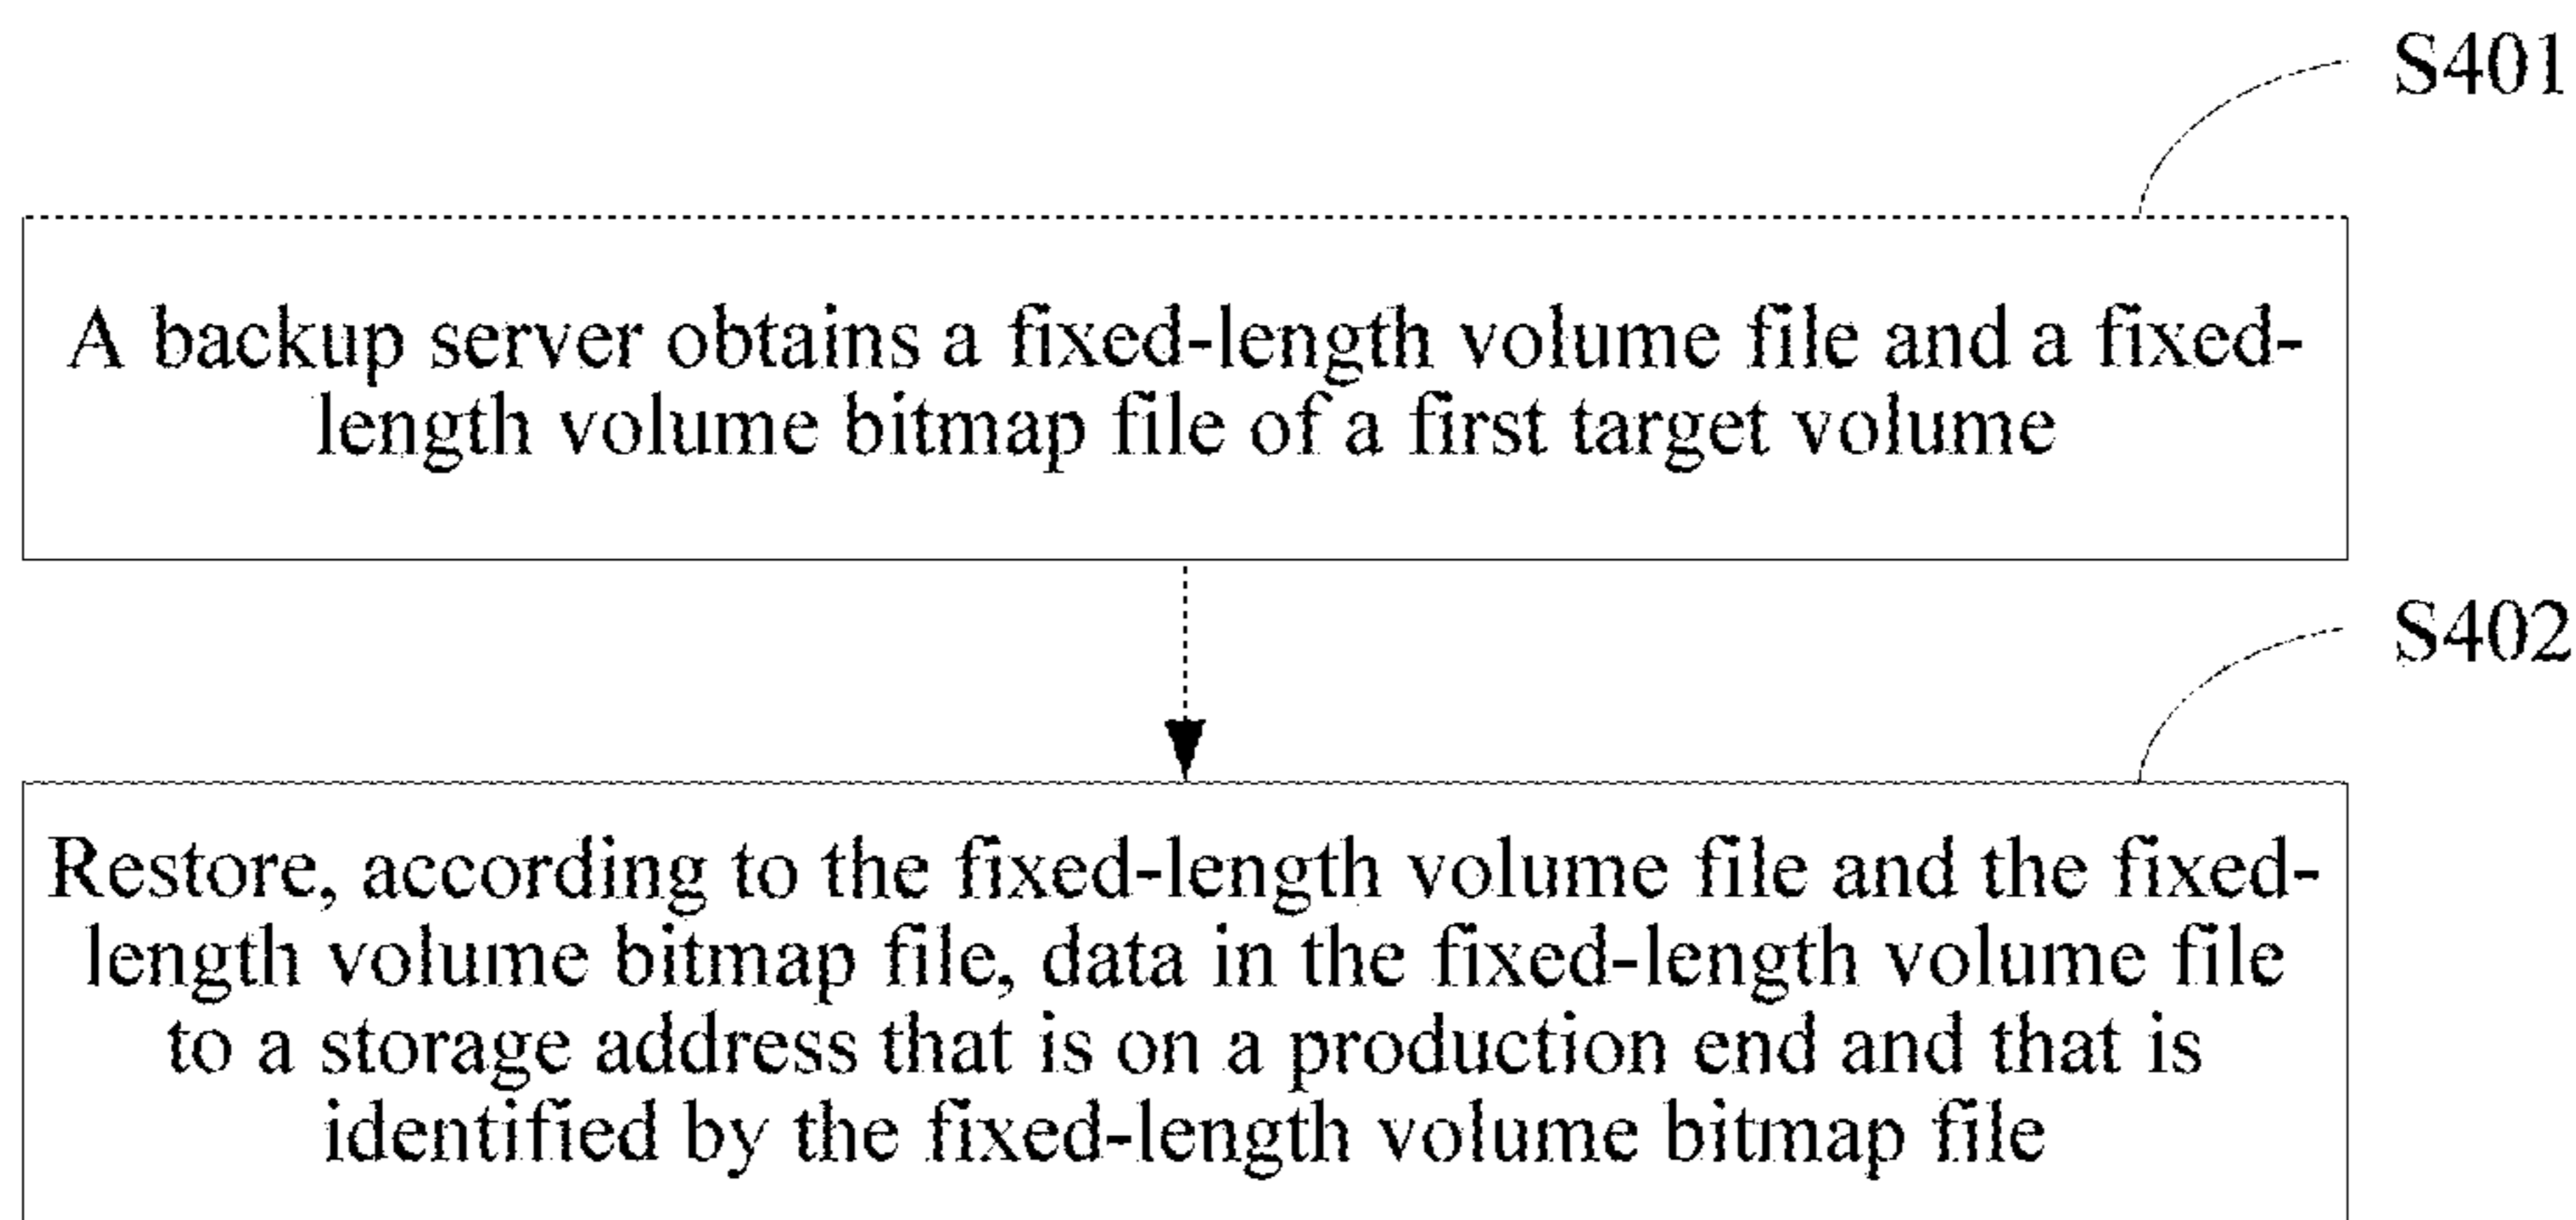 S401
A backup server obtains a fixed-length volume file and a fixed-
length volume bitmap file of a first target volume
S402
Restore, according to the fixed-length volume file and the fixed-
length volume bitmap file, data in the fixed-length volume file
to a storage address that is on a production end and that is
identified by the fixed-length volume bitmap file